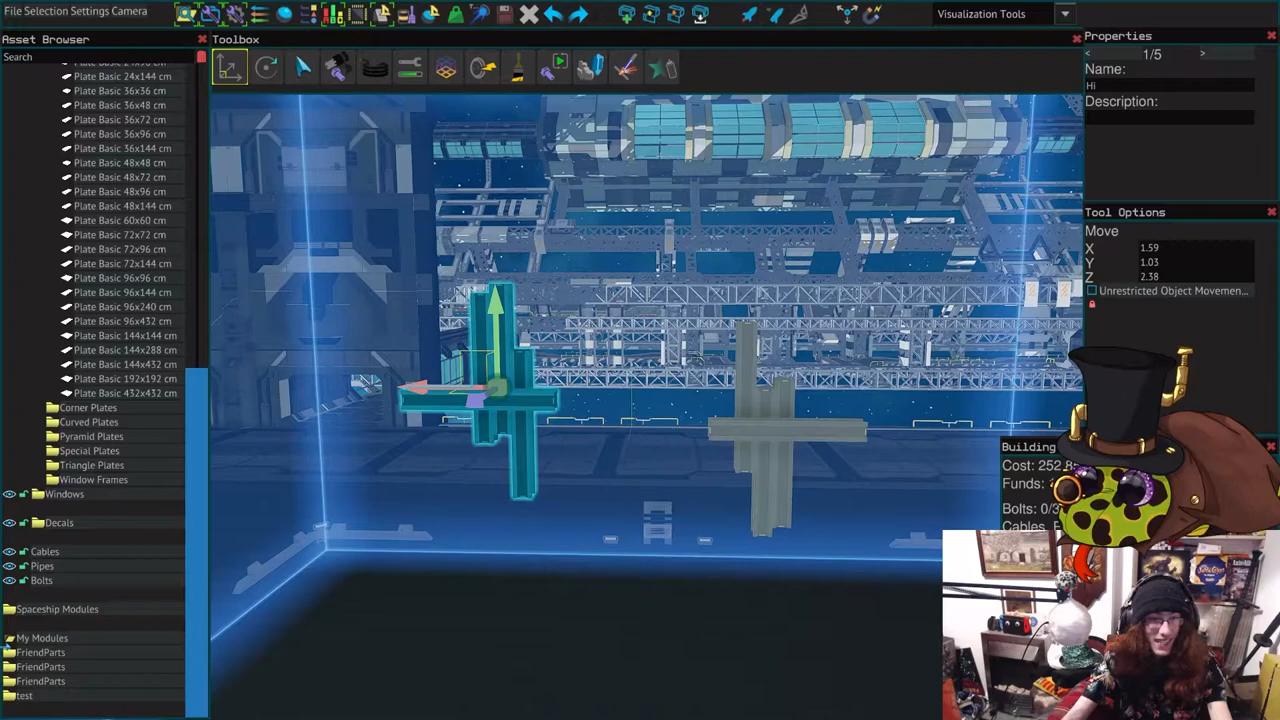 File Selection Settings Camera
Visualization Tools
Asset Browser
Toolbox
Properties
Search
< 1/5 >
Name:
Hi
Description:
Plate Basic 24x144 cm
Plate Basic 36x36 cm
Plate Basic 36x48 cm
Plate Basic 36x72 cm
Plate Basic 36x96 cm
Plate Basic 36x144 cm
Plate Basic 48x48 cm
Plate Basic 48x72 cm
Plate Basic 48x96 cm
Plate Basic 48x144 cm
Plate Basic 60x60 cm
Plate Basic 72x72 cm
Plate Basic 72x96 cm
Plate Basic 72x144 cm
Plate Basic 96x96 cm
Plate Basic 96x144 cm
Plate Basic 96x240 cm
Plate Basic 96x432 cm
Plate Basic 144x144 cm
Plate Basic 144x288 cm
Plate Basic 144x432 cm
Plate Basic 192x192 cm
Plate Basic 432x432 cm
Corner Plates
Curved Plates
Pyramid Plates
Special Plates
Triangle Plates
Window Frames
Windows
Decals
Cables
Pipes
Bolts
Spaceship Modules
My Modules
FriendParts
FriendParts
FriendParts
test
Tool Options
Move
X 1.59
Y 1.03
Z 2.38
Unrestricted Object Movemen...
Building
Cost: 252.8
Funds:
Bolts: 0/3
Cables,